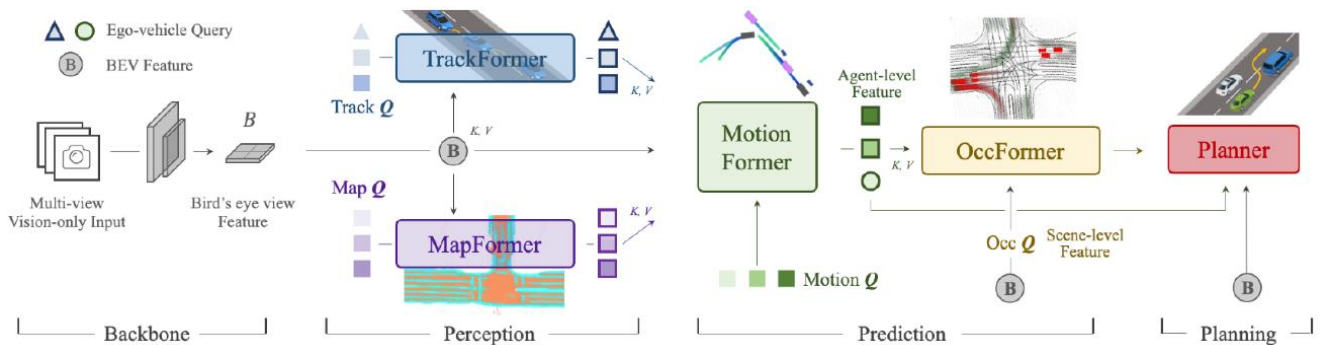 Ego-vehicle Query
B
BEV Feature
B
Multi-view
Vision-only Input
Bird's eye view
Feature
Backbone
TrackFormer
Track Q
K, V
K, V
B
Map Q
K, V
MapFormer
Perception
Motion
Former
Agent-level
Feature
K, V
OccFormer
Occ Q
Scene-level
Feature
B
Motion Q
Prediction
Planner
B
Planning